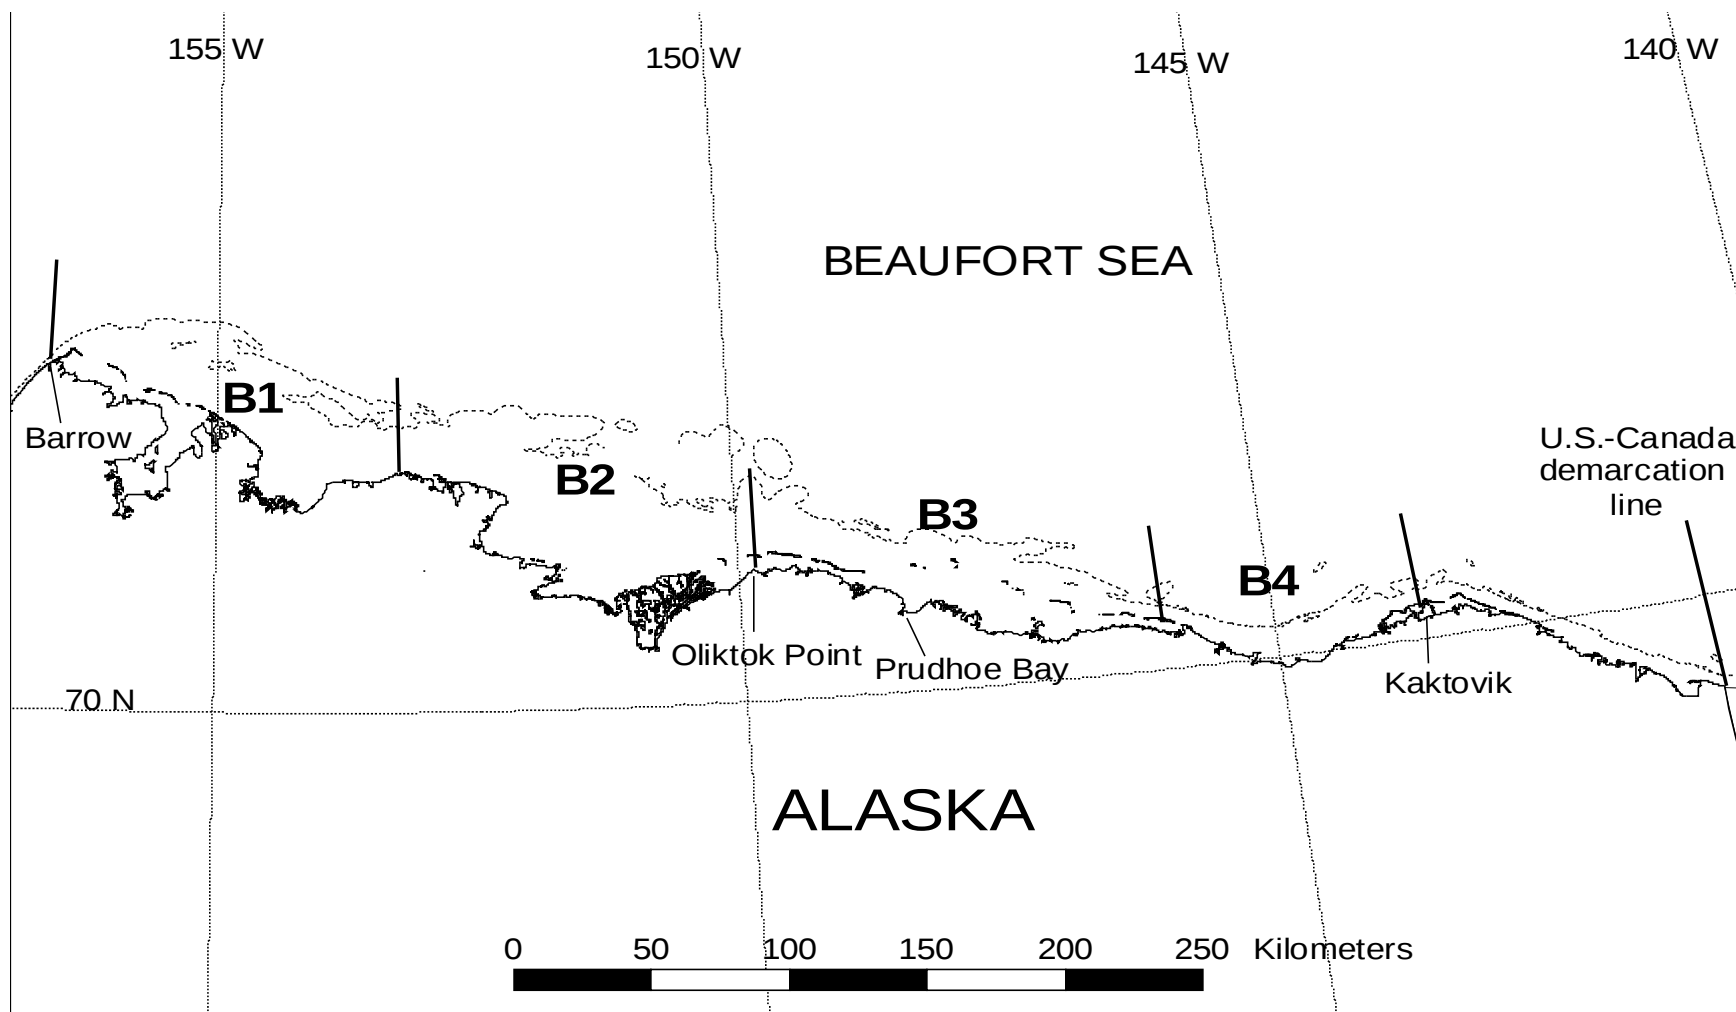 155 W
150 W
145 W
140 W
BEAUFORT SEA
B1
Barrow
U.S.-Canada
demarcation
line
B2
B3
B4
Oliktok Point
Prudhoe Bay
Kaktovik
70 N
ALASKA
0 50 100 150 200 250 Kilometers